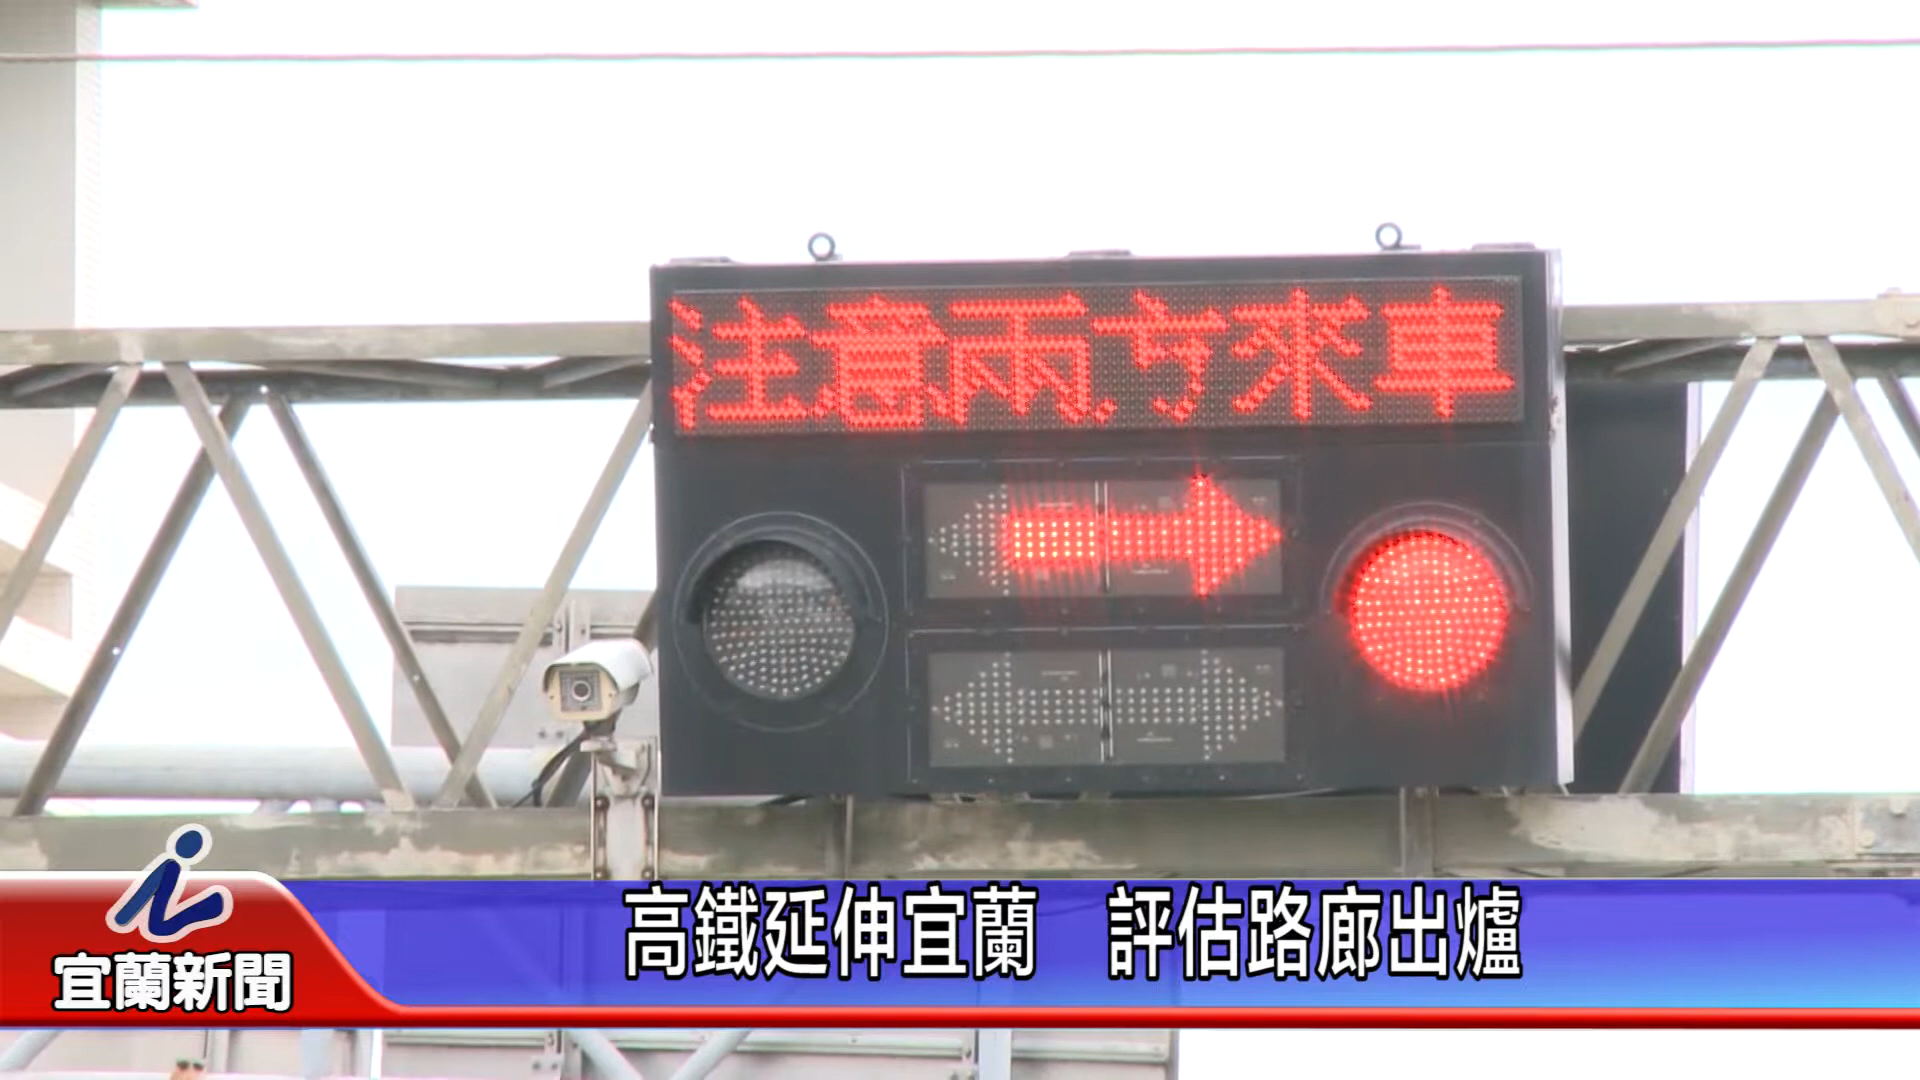 注意兩方來車
高鐵延伸宜蘭 評估路廊出爐
宜蘭新聞